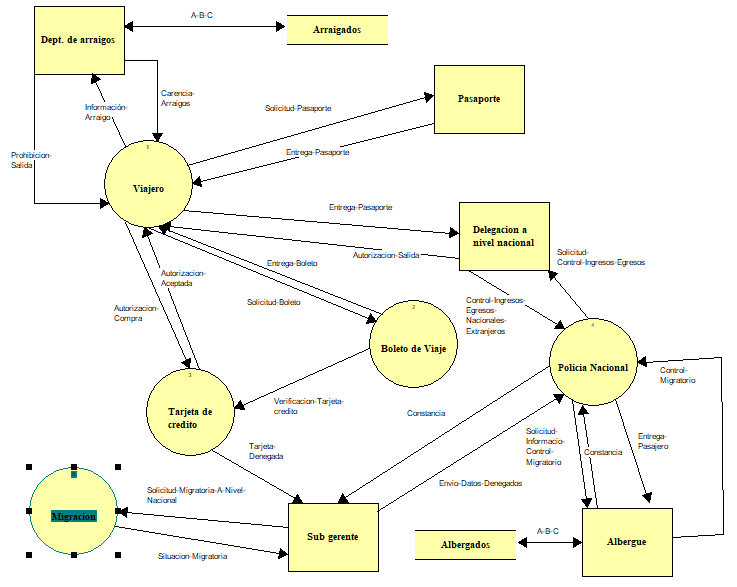 A-B-C
Dept. de arraigos
Arraigados
Información-
Arraigo
Carencia-
Arraigos
Solicitud-Pasaporte
Pasaporte
Prohibicion-
Salida
1
Viajero
Entrega-Pasaporte
Entrega-Pasaporte
Delegacion a
nivel nacional
Autorizacion-Salida
Solicitud-
Control-Ingresos-Egresos
Entrega-Boleto
Autorizacion-
Aceptada
Solicitud-Boleto
Autorizacion-
Compra
Control-Ingresos-
Egresos-
Nacionales-
Extranjeros
2
Boleto de Viaje
4
Policia Nacional
Control-
Migratorio
3
Tarjeta de
credito
Verificacion-Tarjeta-
credito
Constancia
Solicitud-
Informacio-
Control-
Migratorio
Constancia
Entrega-
Pasajero
Tarjeta-
Denegada
Envio-Datos-Denegados
Solicitud-Migratoria-A-Nivel-
Nacional
Migracion
Situacion-Migratoria
Sub gerente
Albergados
A-B-C
Albergue